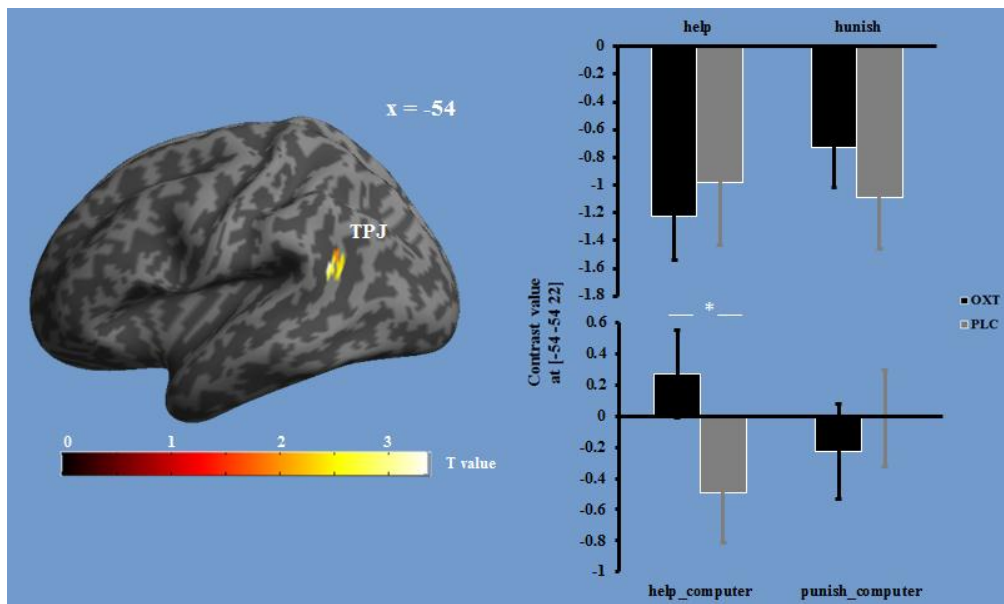 x = -54
TPJ
0 1 2 3
T value
help hunish
0
-0.2
-0.4
-0.6
-0.8
-1
-1.2
-1.4
-1.6
-1.8
*
0.6
0.4
0.2
0
-0.2
-0.4
-0.6
-0.8
-1
Contrast value
at [-54 -54 22]
help_computer punish_computer
OXT
PLC